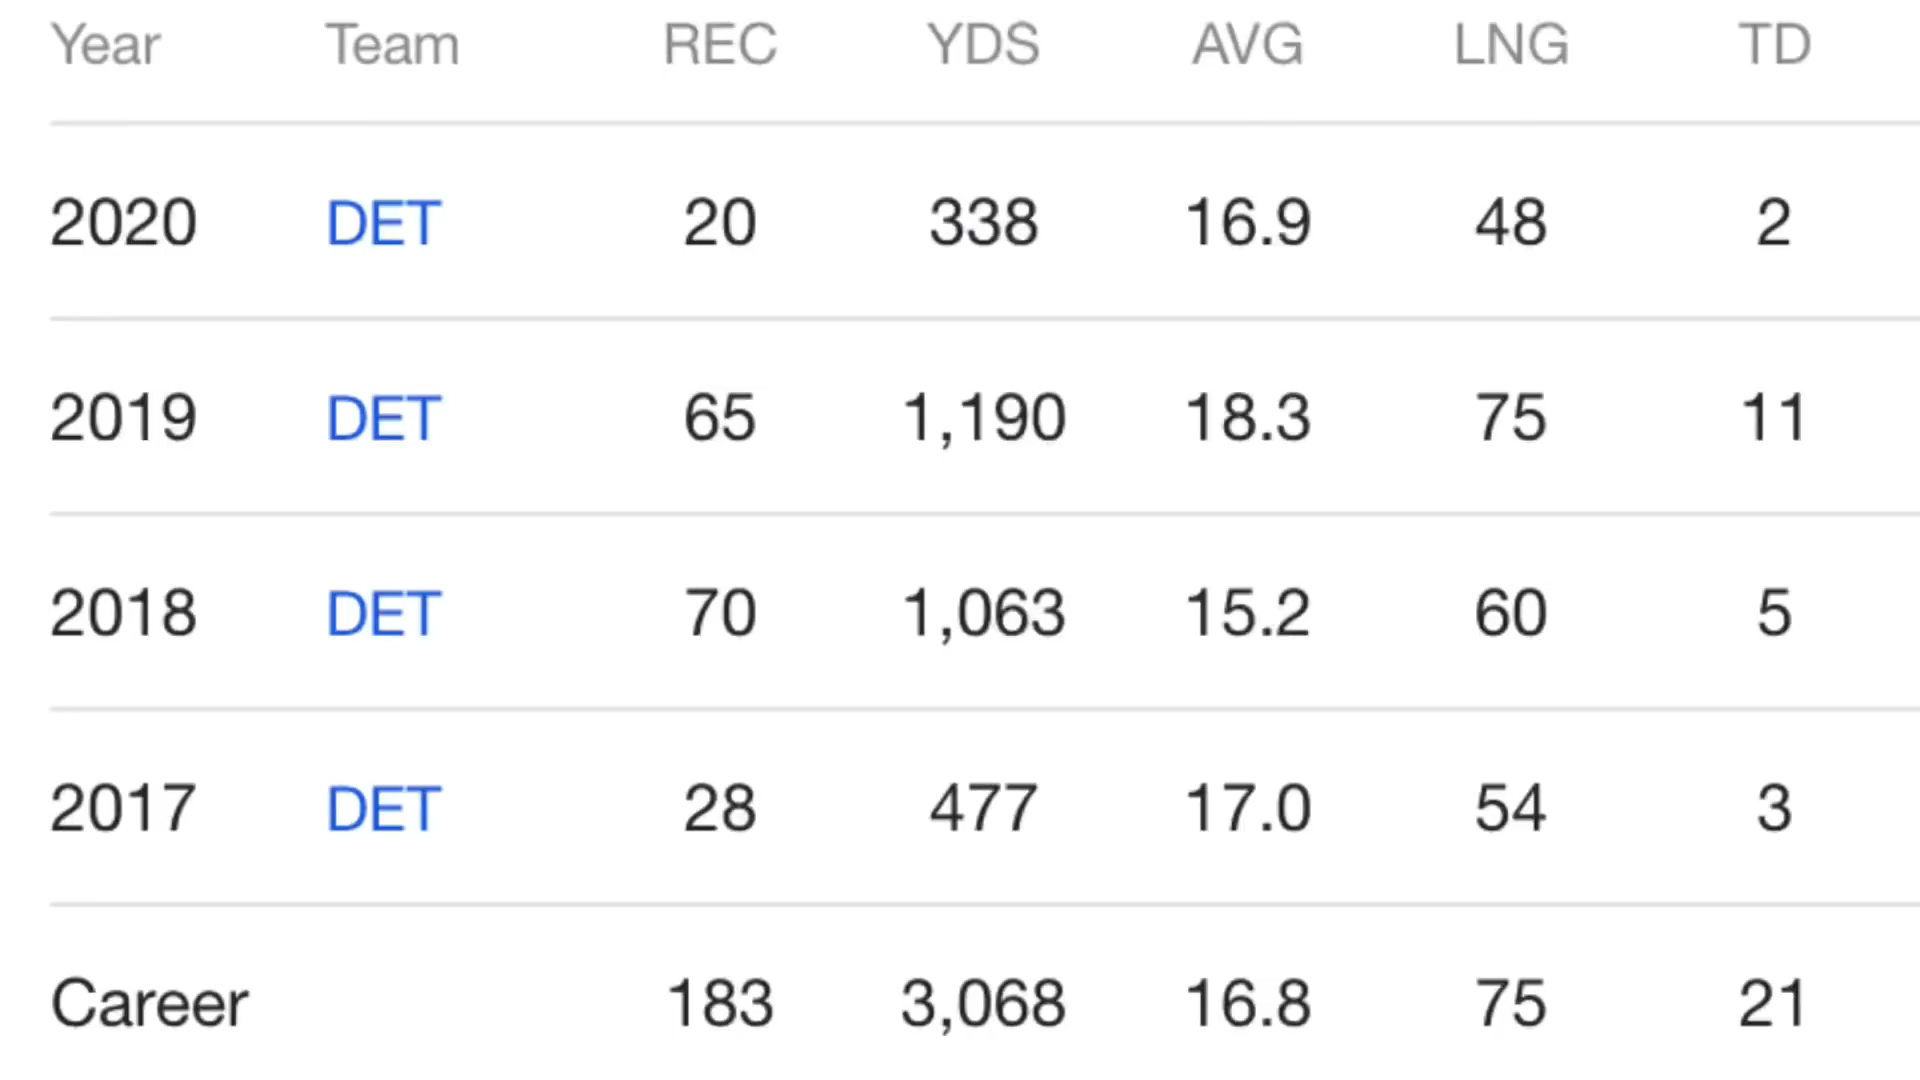 Year Team REC YDS AVG LNG TD
2020 DET 20 338 16.9 48 2
2019 DET 65 1,190 18.3 75 11
2018 DET 70 1,063 15.2 60 5
2017 DET 28 477 17.0 54 3
Career 183 3,068 16.8 75 21